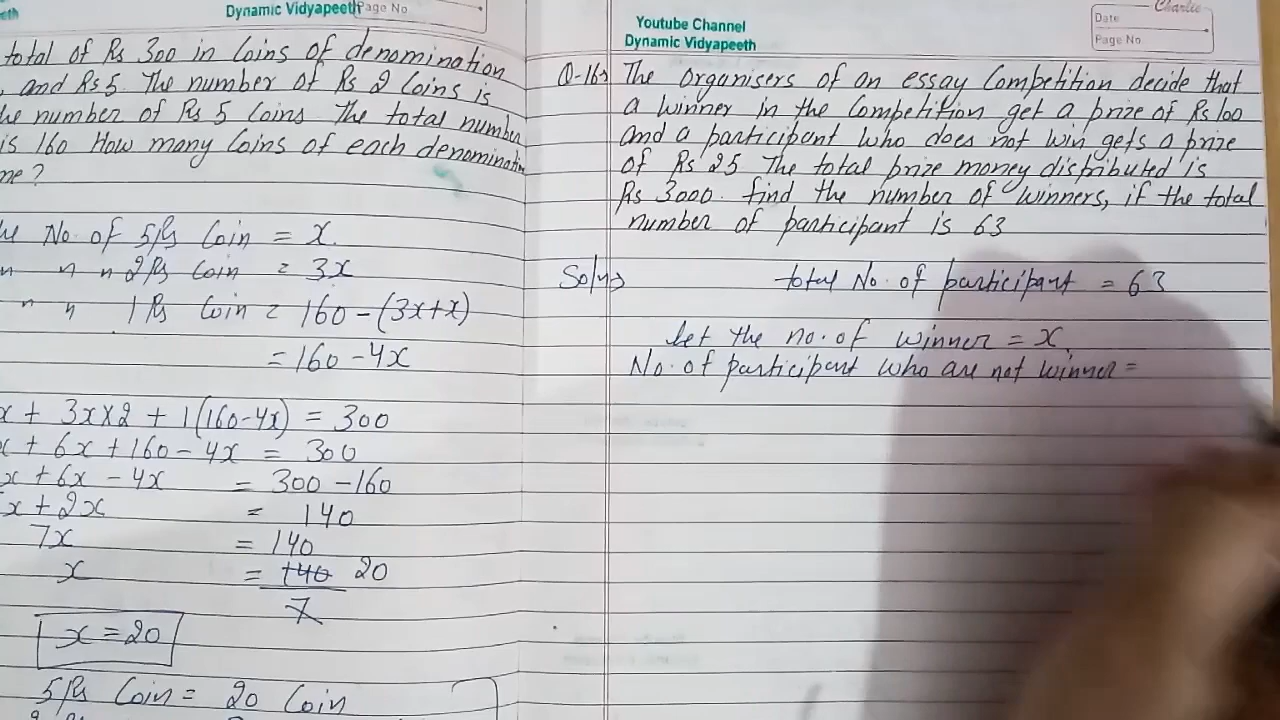 Dynamic Vidyapeeth Page No
total of Rs 300 in Coins of denomination
and Rs 5. The number of Rs 2 Coins is
number of Rs 5 Coins The total number
is 160 How many Coins of each denomination
No. of 5/Rs Coin = x.
" " 2Rs Coin = 3x
" " 1 Rs Coin = 160 - (3x+x)
= 160 - 4x
x + 3x×2 + 1(160-4x) = 300
x + 6x + 160 - 4x = 300
x + 6x - 4x = 300 - 160
x + 2x = 140
7x = 140
x = 140 20
7
x = 20
5/Rs Coin = 20 Coin
Youtube Channel
Dynamic Vidyapeeth
Charlie
Date
Page No
Q-16 The Organisers of an essay Competition decide that
a winner in the Competition get a prize of Rs 100
and a participant who does not win gets a prize
of Rs 25 The total prize money distributed is
Rs 3000. find the number of winners, if the total
number of participant is 63
Soln total No. of participant = 63
let the no. of winner = x.
No. of participant who are not winner =